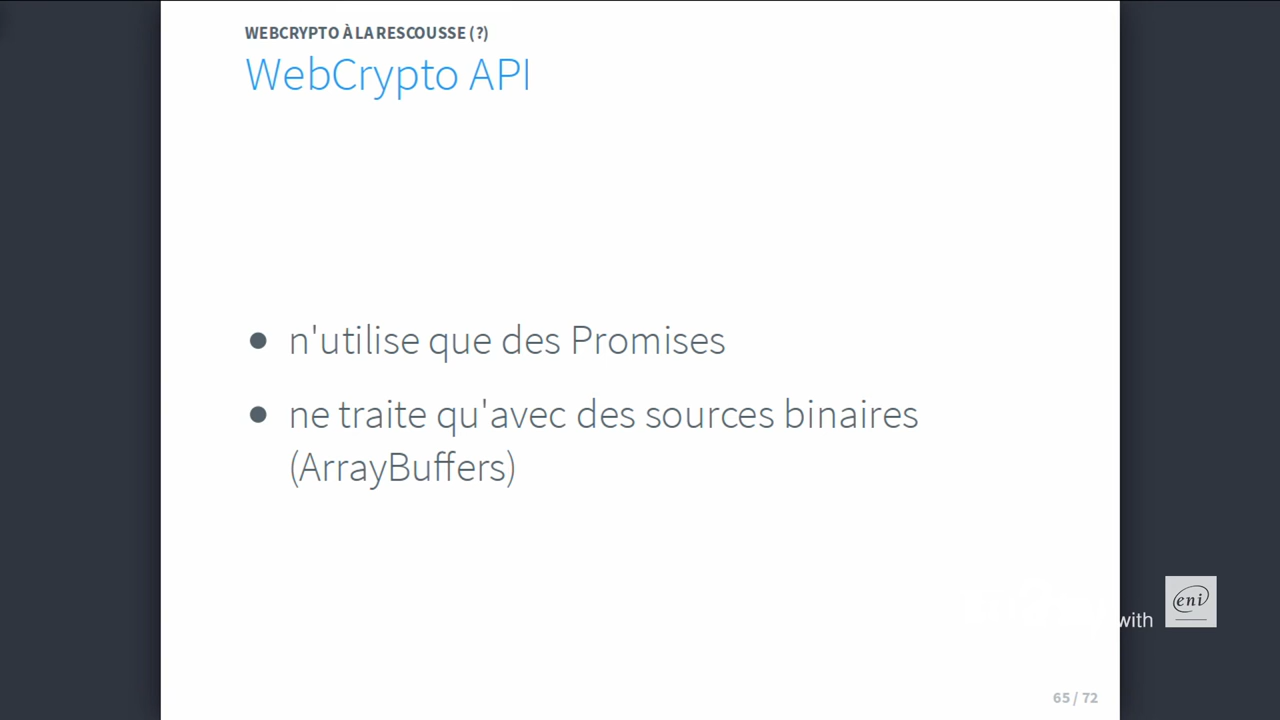 WEBCRYPTO À LA RESCOUSSE (?)
WebCrypto API
● n'utilise que des Promises
● ne traite qu'avec des sources binaires
(ArrayBuffers)
with
eni
65 / 72